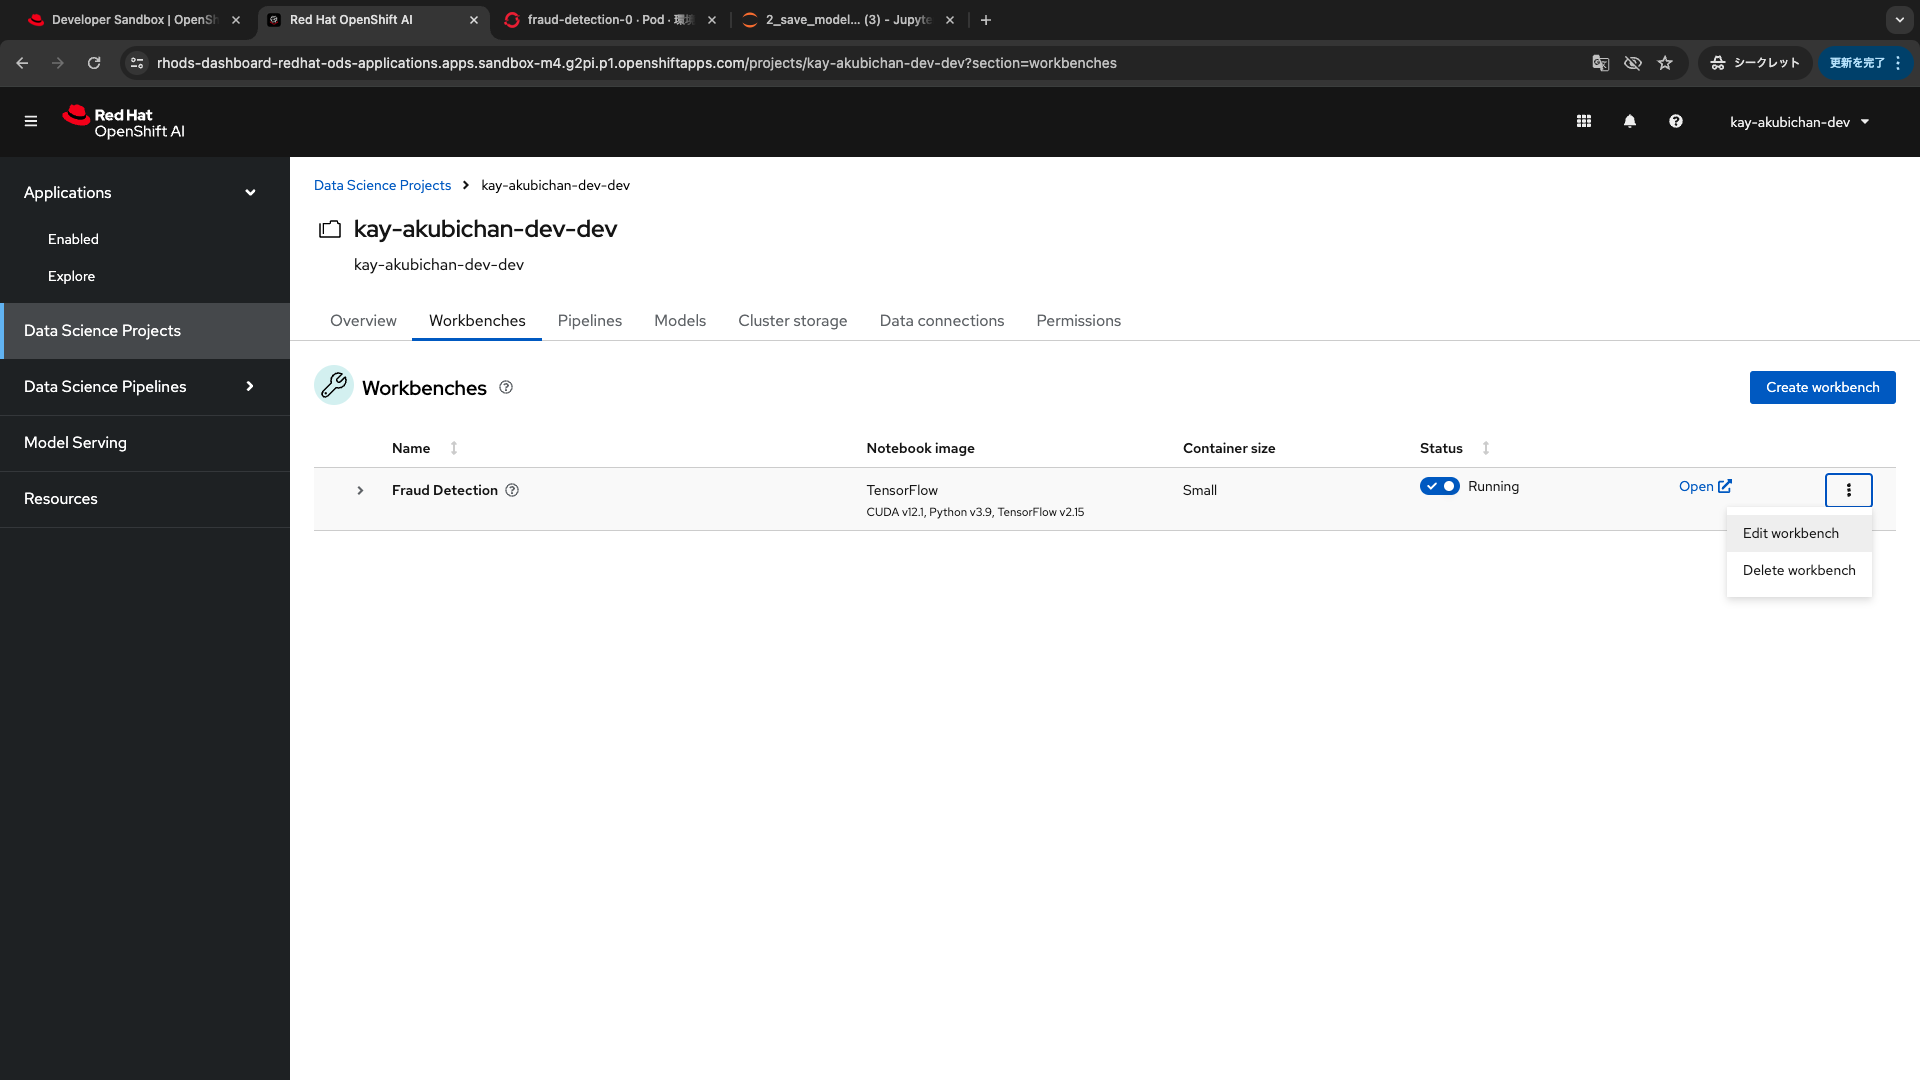 Developer Sandbox | OpenSh
Red Hat OpenShift AI
fraud-detection-0 · Pod · 環境
2_save_model... (3) - Jupyte
rhods-dashboard-redhat-ods-applications.apps.sandbox-m4.g2pi.p1.openshiftapps.com/projects/kay-akubichan-dev-dev?section=workbenches
シークレット
更新を完了
Red Hat
OpenShift AI
kay-akubichan-dev
Applications
Enabled
Explore
Data Science Projects
Data Science Pipelines
Model Serving
Resources
Data Science Projects
kay-akubichan-dev-dev
kay-akubichan-dev-dev
kay-akubichan-dev-dev
Overview
Workbenches
Pipelines
Models
Cluster storage
Data connections
Permissions
Workbenches
Create workbench
Name
Notebook image
Container size
Status
Fraud Detection
TensorFlow
CUDA v12.1, Python v3.9, TensorFlow v2.15
Small
Running
Open
Edit workbench
Delete workbench